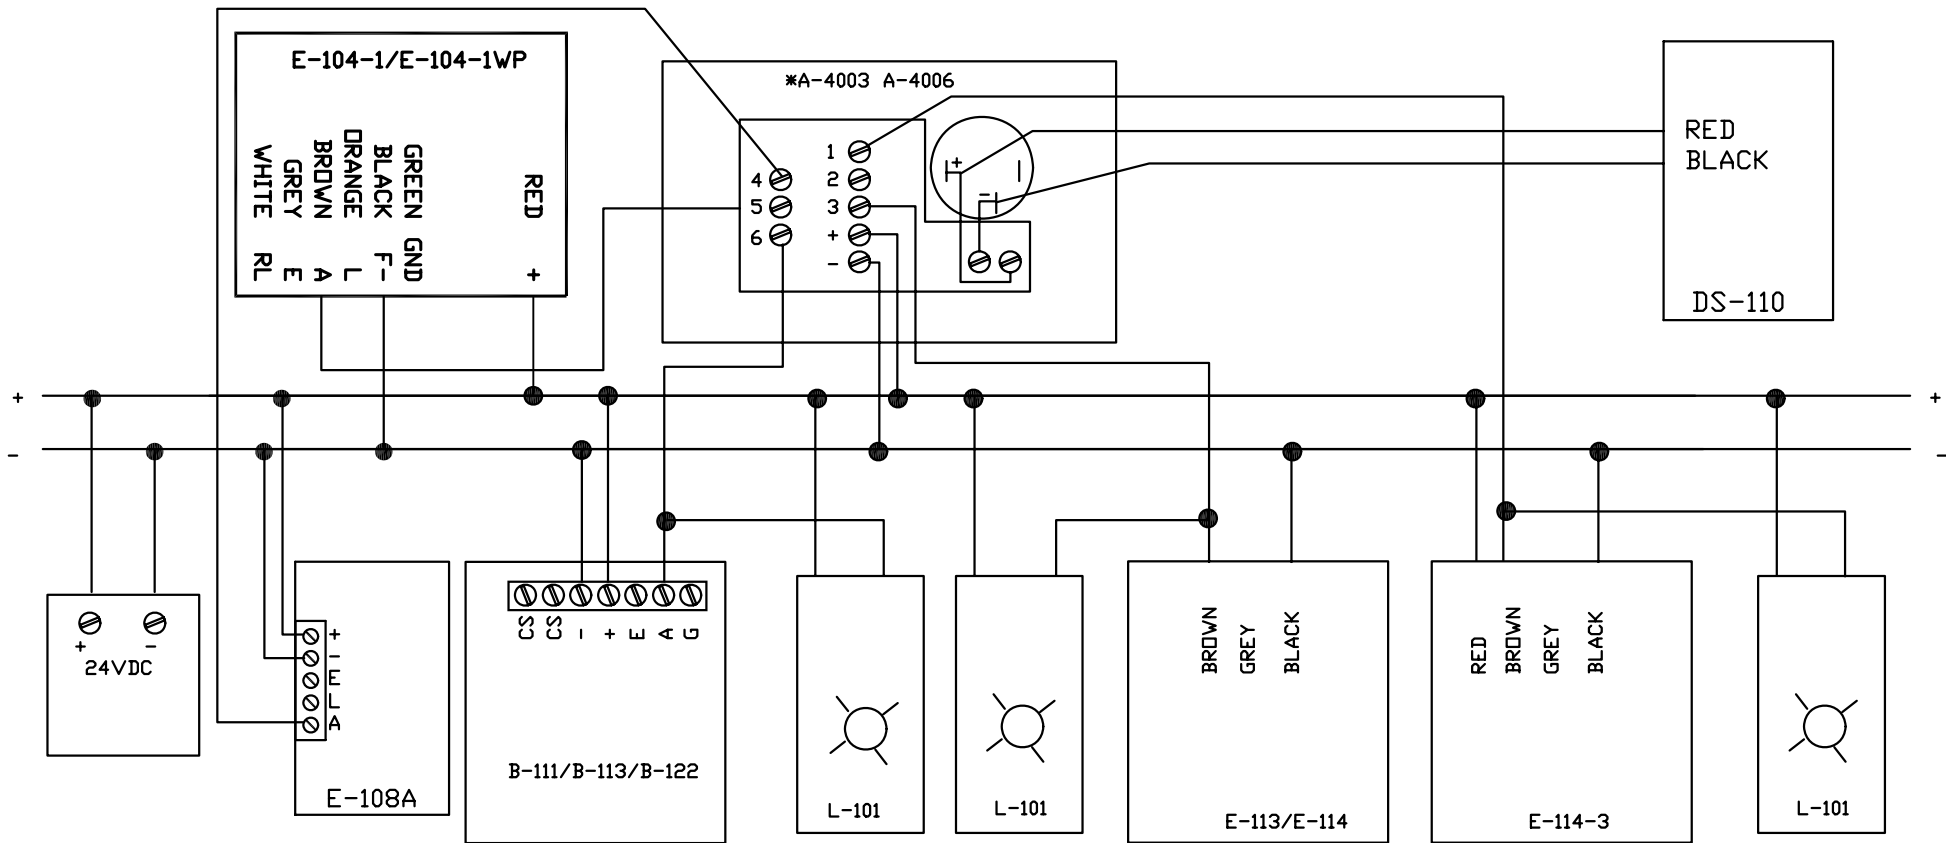 E-104-1/E-104-1WP
WHITE RL
GREY E
BROWN A
ORANGE L
BLACK F-
GREEN GND
RED +
*A-4003 A-4006
1
2
3
+
-
4
5
6
+
-
RED
BLACK
DS-110
+ +
- -
+ -
24VDC
+
-
E
L
A
E-108A
CS CS - + E A G
B-111/B-113/B-122
L-101
L-101
BROWN
GREY
BLACK
E-113/E-114
RED
BROWN
GREY
BLACK
E-114-3
L-101